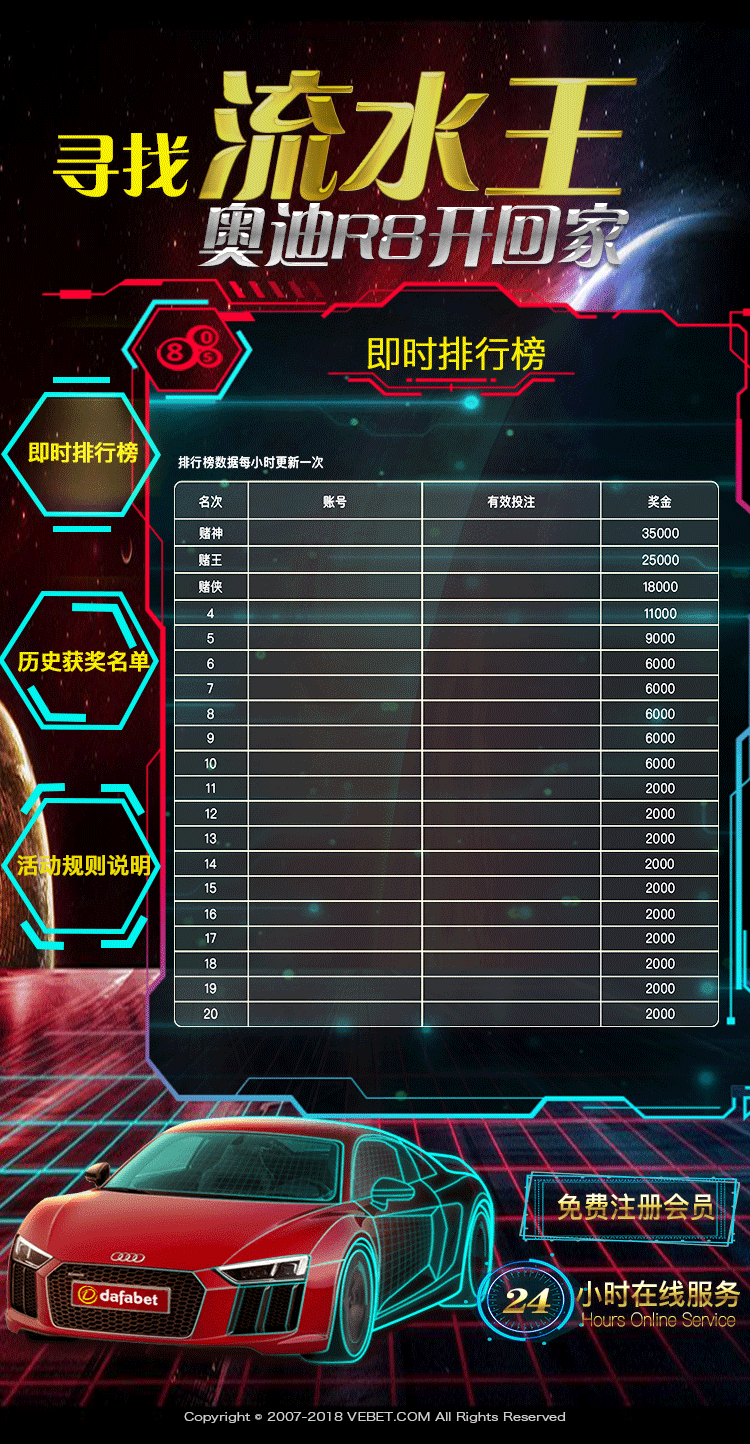 寻找 流水王
奥迪R8开回家
8 0 5
即时排行榜
即时排行榜
历史获奖名单
活动规则说明
排行榜数据每小时更新一次
名次 账号 有效投注 奖金
赌神 35000
赌王 25000
赌侠 18000
4 11000
5 9000
6 6000
7 6000
8 6000
9 6000
10 6000
11 2000
12 2000
13 2000
14 2000
15 2000
16 2000
17 2000
18 2000
19 2000
20 2000
免费注册会员
dafabet
24 小时在线服务
Hours Online Service
Copyright © 2007-2018 VEBET.COM All Rights Reserved